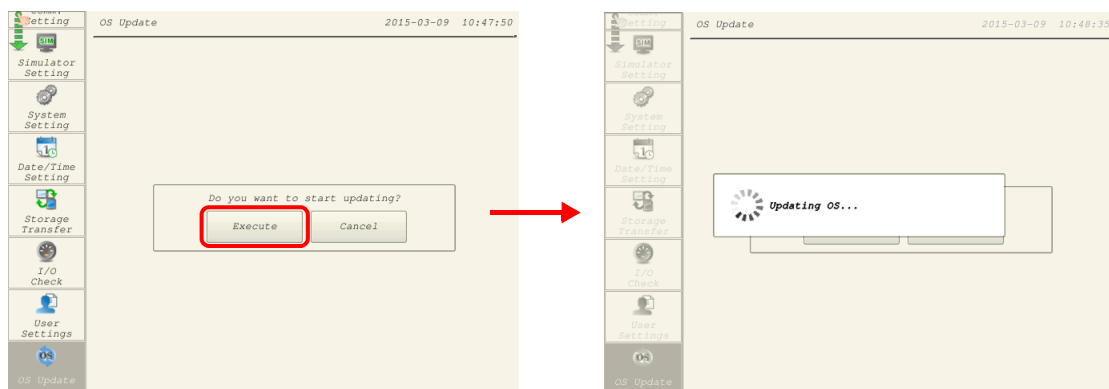 Setting
OS Update
2015-03-09 10:47:50
SIM
Simulator
Setting
System
Setting
Date/Time
Setting
Storage
Transfer
I/O
Check
User
Settings
OS
OS Update
Do you want to start updating?
Execute
Cancel
Setting
OS Update
2015-03-09 10:48:35
SIM
Simulator
Setting
System
Setting
Date/Time
Setting
Storage
Transfer
I/O
Check
User
Settings
OS
OS Update
Updating OS...